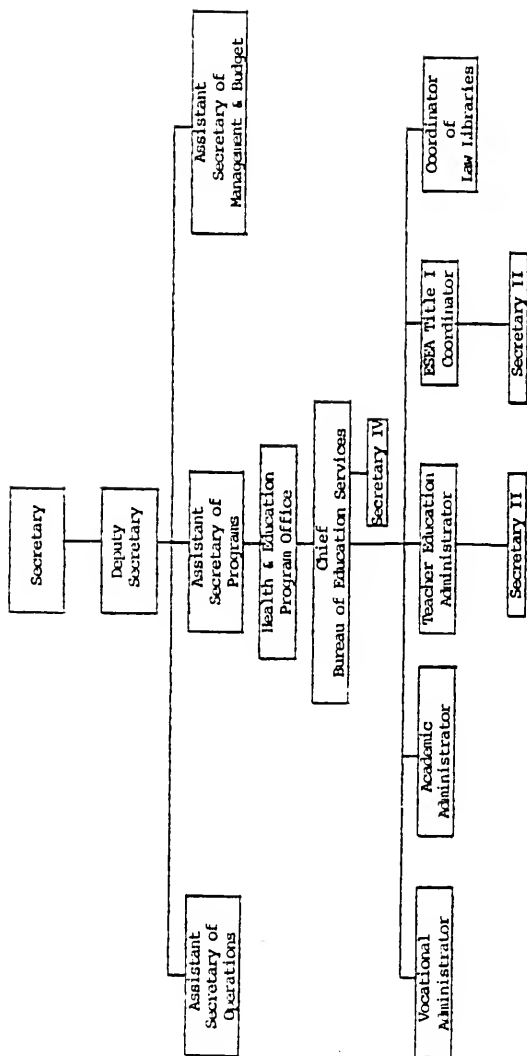 Secretary
Deputy
Secretary
Assistant
Secretary of
Operations
Assistant
Secretary of
Programs
Assistant
Secretary of
Management & Budget
Health & Education
Program Office
Chief
Bureau of Education Services
Secretary IV
Vocational
Administrator
Academic
Administrator
Teacher Education
Administrator
ESEA Title I
Coordinator
Coordinator
of
Law Libraries
Secretary II
Secretary II